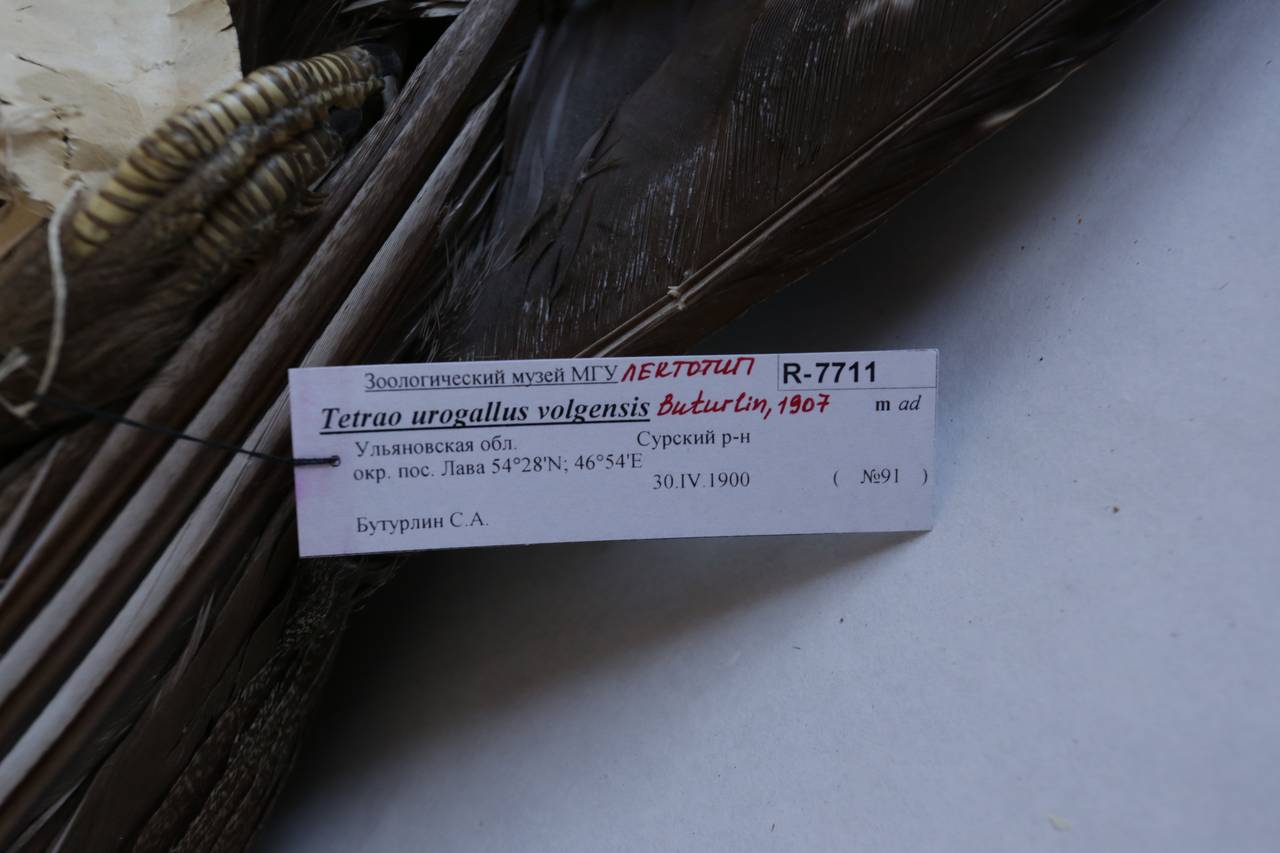 Зоологический музей МГУ ЛЕКТОТИП R-7711
Tetrao urogallus volgensis Buturlin, 1907 m ad
Ульяновская обл. Сурский р-н
окр. пос. Лава 54°28'N; 46°54'E
30.IV.1900 ( №91 )
Бутурлин С.А.